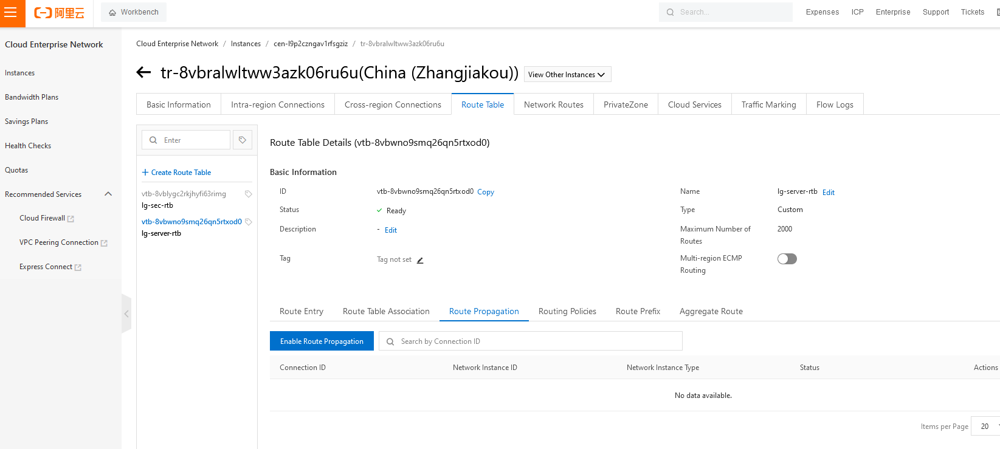 阿里云
Workbench
Search...
Expenses ICP Enterprise Support Tickets
Cloud Enterprise Network
Instances
Bandwidth Plans
Savings Plans
Health Checks
Quotas
Recommended Services
Cloud Firewall
VPC Peering Connection
Express Connect
Cloud Enterprise Network / Instances / cen-l9p2czngav1rfsgziz / tr-8vbralwltww3azk06ru6u
tr-8vbralwltww3azk06ru6u(China (Zhangjiakou))
View Other Instances
Basic Information Intra-region Connections Cross-region Connections Route Table Network Routes PrivateZone Cloud Services Traffic Marking Flow Logs
Enter
Create Route Table
vtb-8vblygc2rkjhyfi63rimg
lg-sec-rtb
vtb-8vbwno9smq26qn5rtxod0
lg-server-rtb
Route Table Details (vtb-8vbwno9smq26qn5rtxod0)
Basic Information
ID vtb-8vbwno9smq26qn5rtxod0 Copy Name lg-server-rtb Edit
Status Ready Type Custom
Description - Edit Maximum Number of Routes 2000
Tag Tag not set Multi-region ECMP Routing
Route Entry Route Table Association Route Propagation Routing Policies Route Prefix Aggregate Route
Enable Route Propagation Search by Connection ID
Connection ID Network Instance ID Network Instance Type Status Actions
No data available.
Items per Page 20